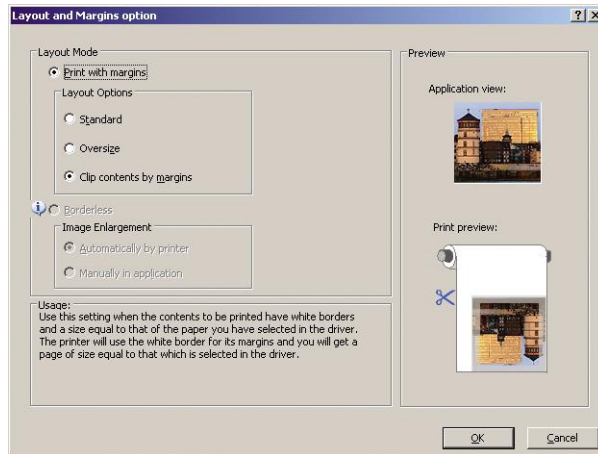 Layout and Margins option
Layout Mode
Print with margins
Layout Options
Standard
Oversize
Clip contents by margins
Borderless
Image Enlargement
Automatically by printer
Manually in application
Usage:
Use this setting when the contents to be printed have white borders
and a size equal to that of the paper you have selected in the driver.
The printer will use the white border for its margins and you will get a
page of size equal to that which is selected in the driver.
Preview
Application view:
Print preview:
OK
Cancel